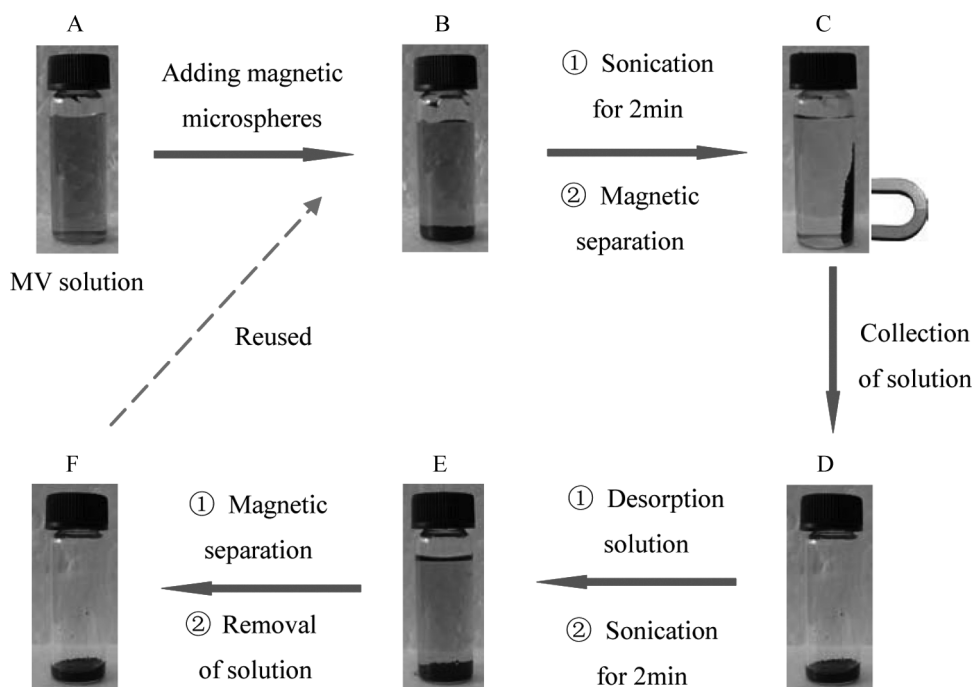 A
B
C
Adding magnetic
microspheres
① Sonication
for 2min
② Magnetic
separation
MV solution
Reused
Collection
of solution
F
E
D
① Magnetic
separation
② Removal
of solution
① Desorption
solution
② Sonication
for 2min